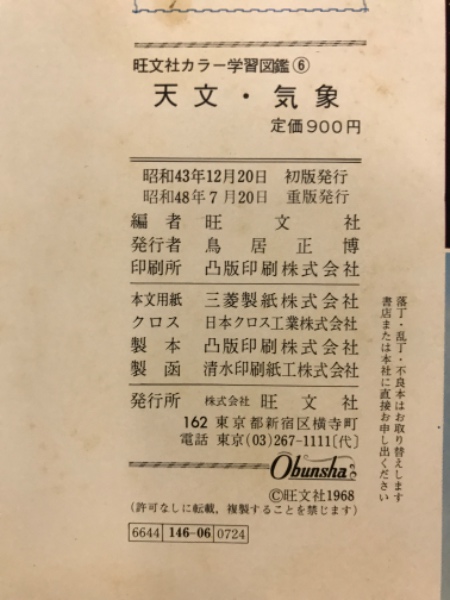 旺文社カラー学習図鑑⑥
天文・気象
定価900円
昭和43年12月20日 初版発行
昭和48年7月20日 重版発行
編者 旺文社
発行者 鳥居正博
印刷所 凸版印刷株式会社
本文用紙 三菱製紙株式会社
クロス 日本クロス工業株式会社
製本 凸版印刷株式会社
製函 清水印刷紙工株式会社
発行所 株式会社 旺文社
162 東京都新宿区横寺町
電話 東京(03)267-1111[代]
Obunsha
©旺文社1968
(許可なしに転載，複製することを禁じます)
6644 146-06 0724
落丁・乱丁・不良本はお取り替えします
書店または本社に直接お申し出ください